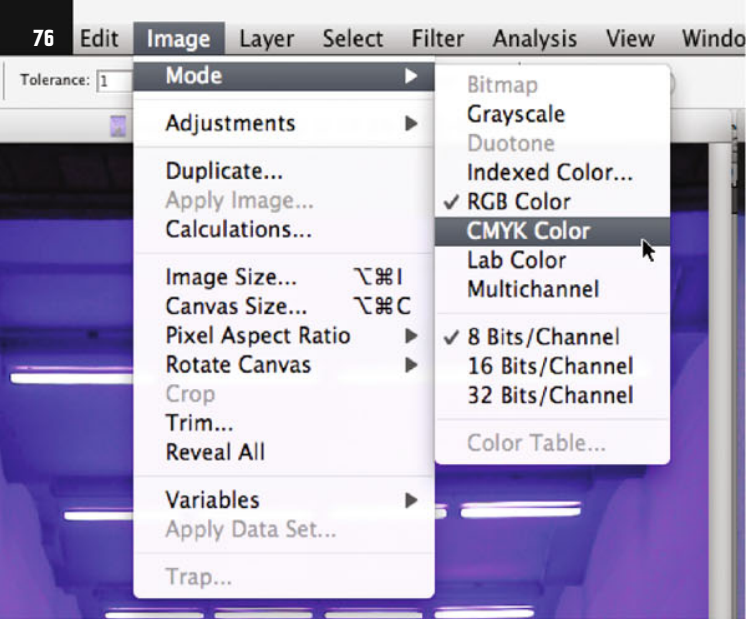 76
Edit Image Layer Select Filter Analysis View Windo
Tolerance: 1
Mode
Adjustments
Duplicate...
Apply Image...
Calculations...
Image Size... ⌥⌘I
Canvas Size... ⌥⌘C
Pixel Aspect Ratio
Rotate Canvas
Crop
Trim...
Reveal All
Variables
Apply Data Set...
Trap...
Bitmap
Grayscale
Duotone
Indexed Color...
✓ RGB Color
CMYK Color
Lab Color
Multichannel
✓ 8 Bits/Channel
16 Bits/Channel
32 Bits/Channel
Color Table...